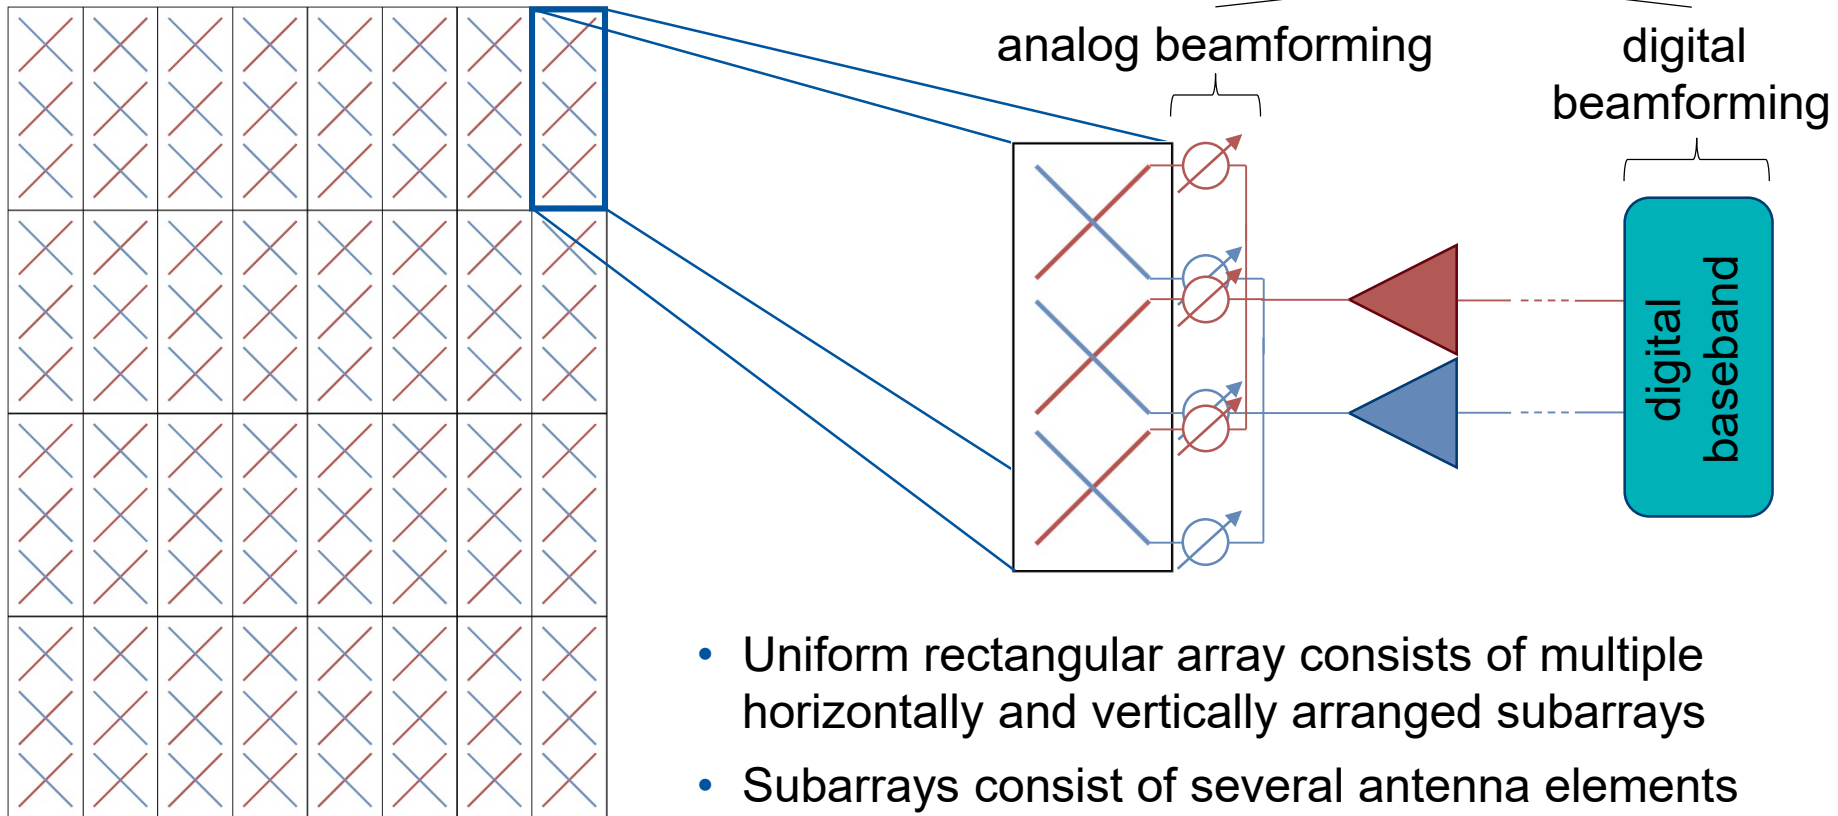 analog beamforming
digital
beamforming
digital
baseband
• Uniform rectangular array consists of multiple
horizontally and vertically arranged subarrays
• Subarrays consist of several antenna elements